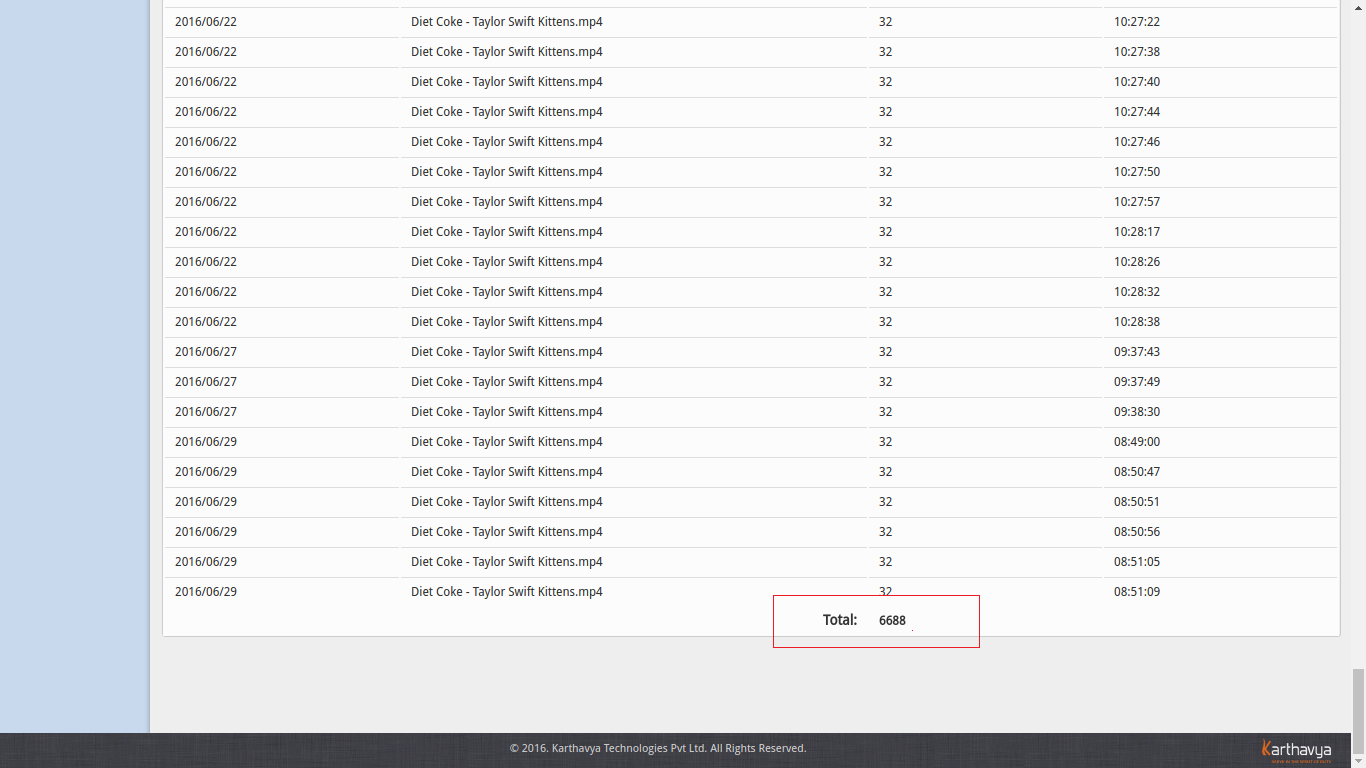 2016/06/22 Diet Coke - Taylor Swift Kittens.mp4 32 10:27:22
2016/06/22 Diet Coke - Taylor Swift Kittens.mp4 32 10:27:38
2016/06/22 Diet Coke - Taylor Swift Kittens.mp4 32 10:27:40
2016/06/22 Diet Coke - Taylor Swift Kittens.mp4 32 10:27:44
2016/06/22 Diet Coke - Taylor Swift Kittens.mp4 32 10:27:46
2016/06/22 Diet Coke - Taylor Swift Kittens.mp4 32 10:27:50
2016/06/22 Diet Coke - Taylor Swift Kittens.mp4 32 10:27:57
2016/06/22 Diet Coke - Taylor Swift Kittens.mp4 32 10:28:17
2016/06/22 Diet Coke - Taylor Swift Kittens.mp4 32 10:28:26
2016/06/22 Diet Coke - Taylor Swift Kittens.mp4 32 10:28:32
2016/06/22 Diet Coke - Taylor Swift Kittens.mp4 32 10:28:38
2016/06/27 Diet Coke - Taylor Swift Kittens.mp4 32 09:37:43
2016/06/27 Diet Coke - Taylor Swift Kittens.mp4 32 09:37:49
2016/06/27 Diet Coke - Taylor Swift Kittens.mp4 32 09:38:30
2016/06/29 Diet Coke - Taylor Swift Kittens.mp4 32 08:49:00
2016/06/29 Diet Coke - Taylor Swift Kittens.mp4 32 08:50:47
2016/06/29 Diet Coke - Taylor Swift Kittens.mp4 32 08:50:51
2016/06/29 Diet Coke - Taylor Swift Kittens.mp4 32 08:50:56
2016/06/29 Diet Coke - Taylor Swift Kittens.mp4 32 08:51:05
2016/06/29 Diet Coke - Taylor Swift Kittens.mp4 32 08:51:09
Total: 6688
© 2016. Karthavya Technologies Pvt Ltd. All Rights Reserved.
Karthavya